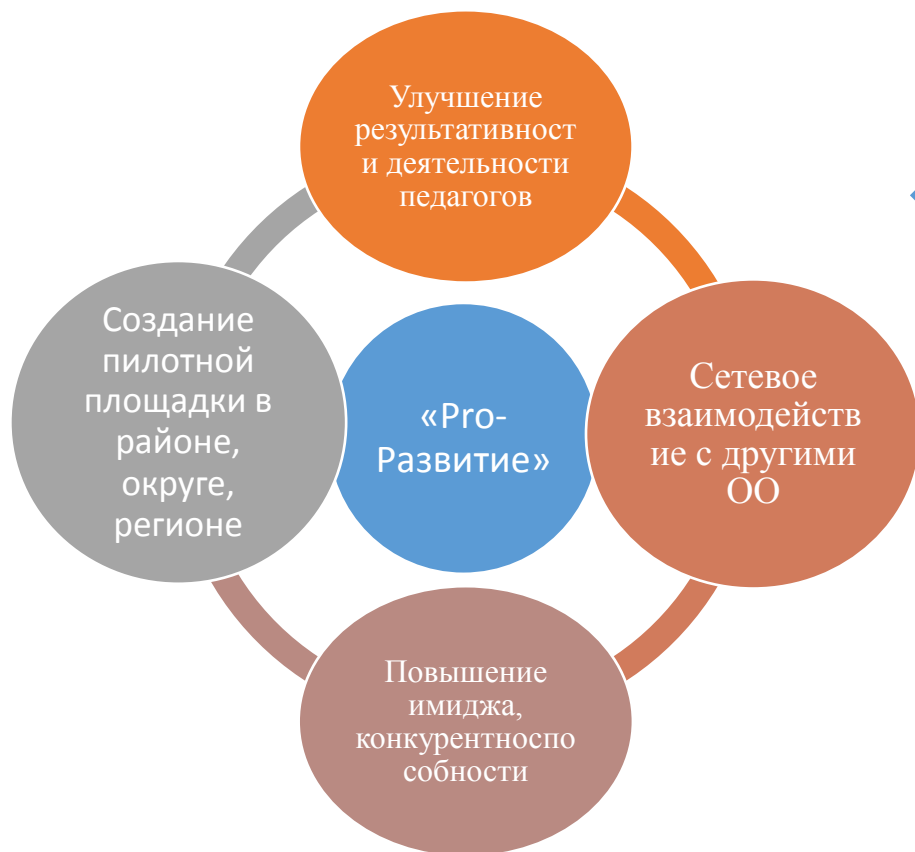 Улучшение
результативност
и деятельности
педагогов
Создание
пилотной
площадки в
районе,
округе,
регионе
«Pro-
Развитие»
Сетевое
взаимодейств
ие с другими
ОО
Повышение
имиджа,
конкурентноспо
собности